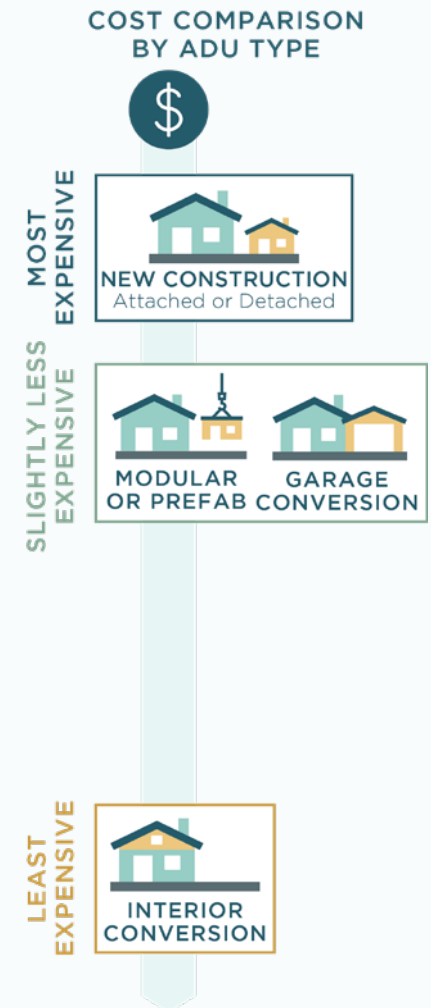 COST COMPARISON
BY ADU TYPE
$
MOST
EXPENSIVE
NEW CONSTRUCTION
Attached or Detached
SLIGHTLY LESS
EXPENSIVE
MODULAR
OR PREFAB
GARAGE
CONVERSION
LEAST
EXPENSIVE
INTERIOR
CONVERSION